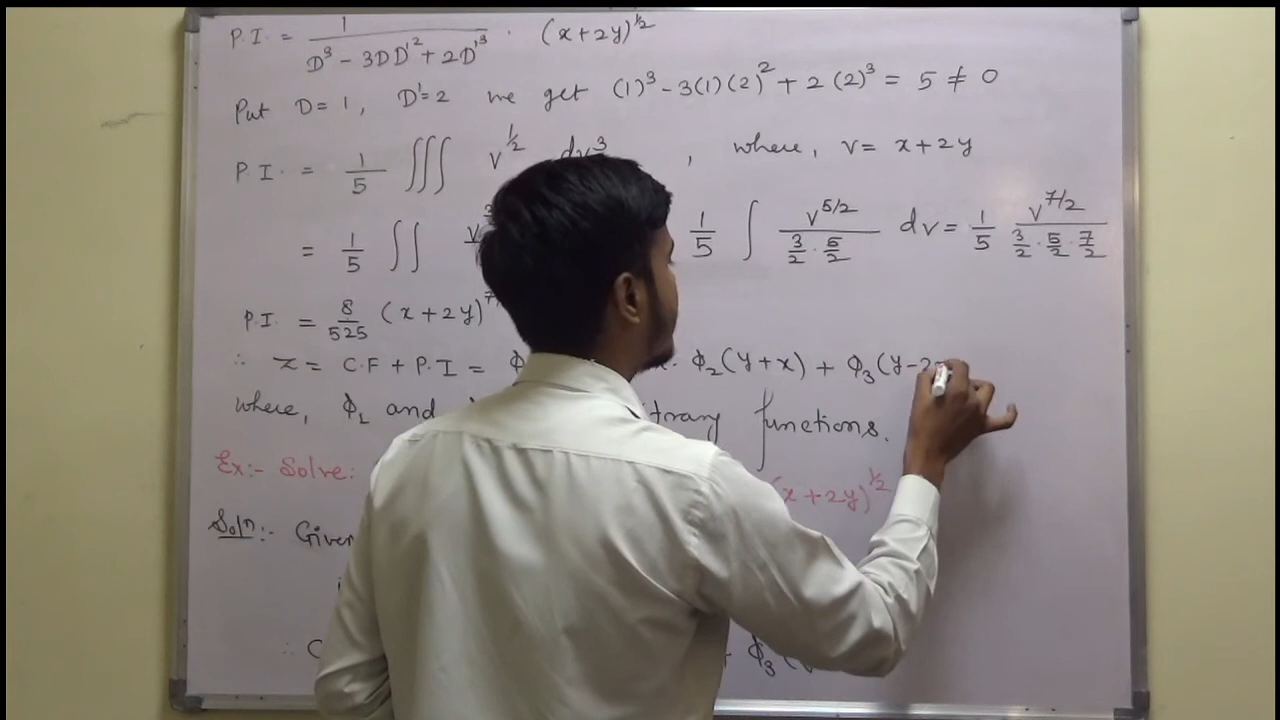 P.I. = 1 / (D³ - 3DD'² + 2D'³) . (x+2y)^½
Put D=1, D'=2 we get (1)³ - 3(1)(2)² + 2(2)³ = 5 ≠ 0
P.I. = 1/5 ∭ v^½ dv³ , where, v = x+2y
= 1/5 ∬ 1/5 ∫ v^5/2 / (3/2 · 5/2) dv = 1/5 v^7/2 / (3/2 · 5/2 · 7/2)
P.I. = 8/525 (x+2y)
∴ z = C.F + P.I = ϕ ϕ₂(y+x) + ϕ₃(y-2
where, ϕ₁ and functions.
Ex:- Solve: x+2y)^½
Soln:- Given
ϕ₃(